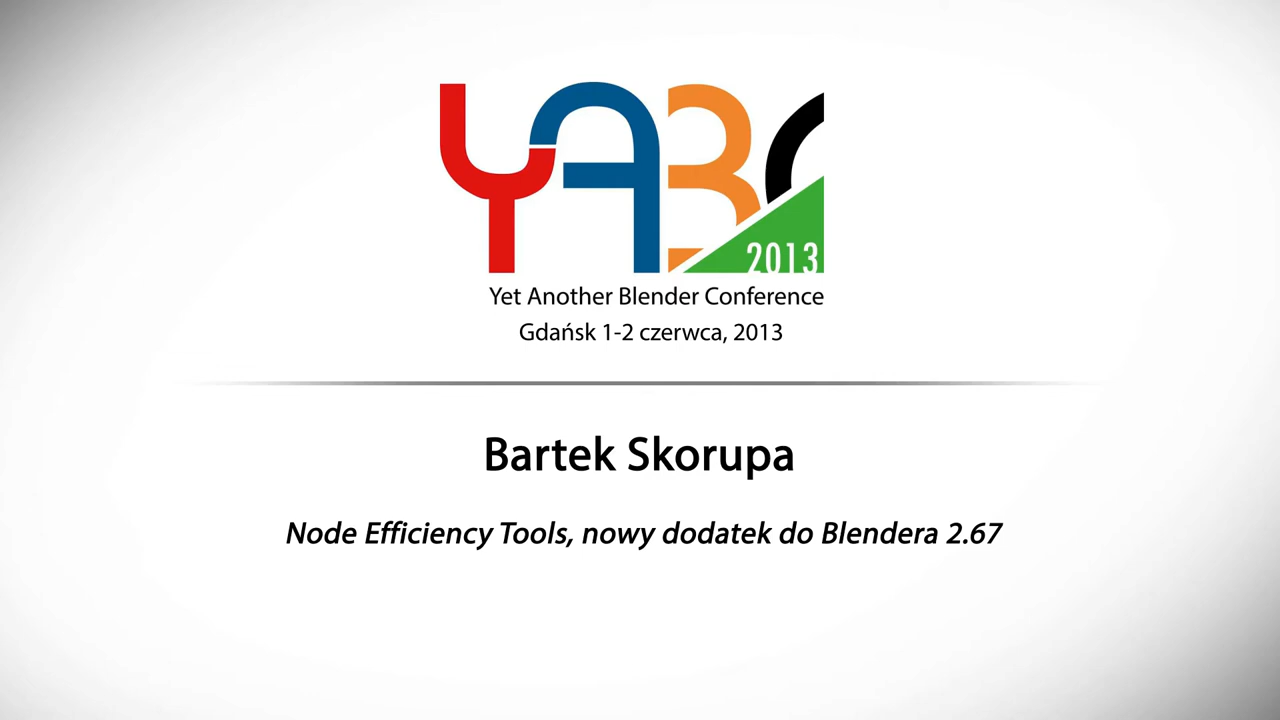 YABC
2013
Yet Another Blender Conference
Gdańsk 1-2 czerwca, 2013
Bartek Skorupa
Node Efficiency Tools, nowy dodatek do Blendera 2.67